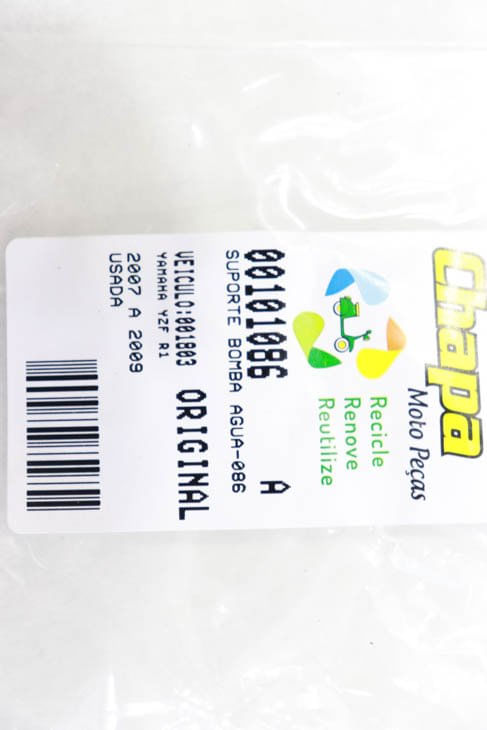 Chapa
Moto Peças
Recicle
Renove
Reutilize
00101086 A
SUPORTE BOMBA AGUA-086
VEICULO:001803 ORIGINAL
YAMAHA YZF R1
2007 A 2009
USADA